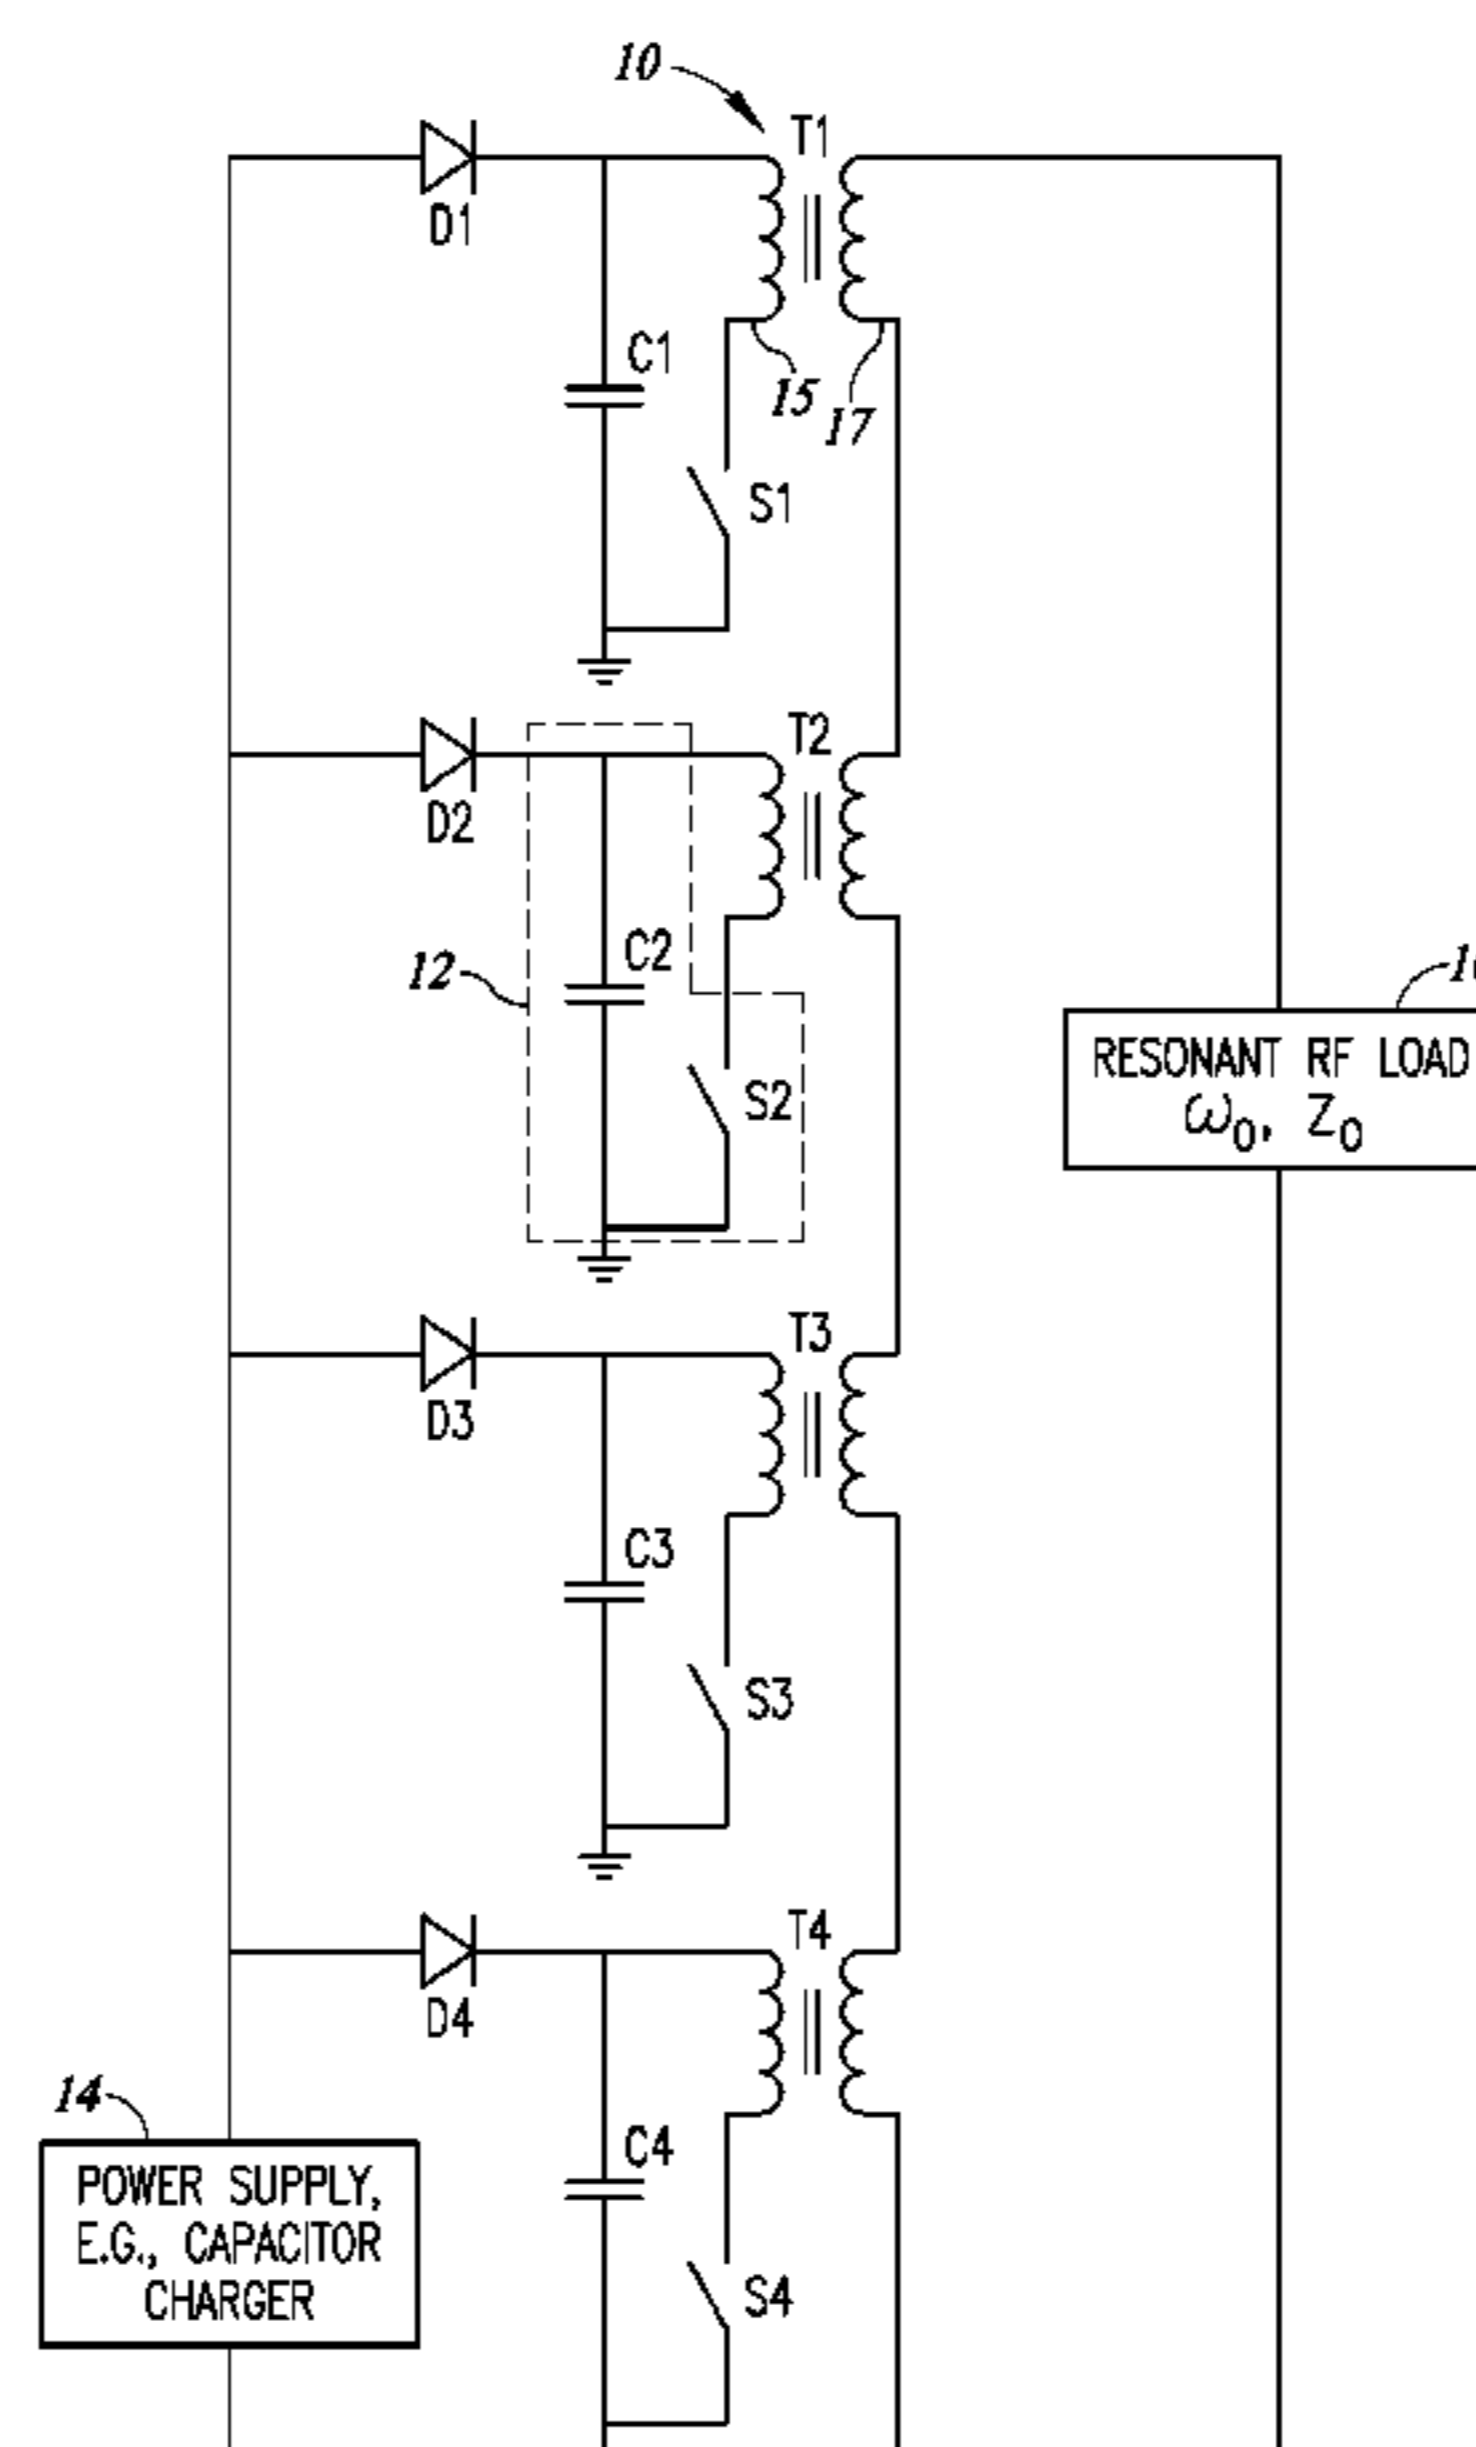 10
T1
D1
C1
15
17
S1
T2
D2
C2
12
S2
RESONANT RF LOAD
ω0, Z0
T3
D3
C3
S3
T4
D4
14
C4
POWER SUPPLY,
E.G., CAPACITOR
CHARGER
S4